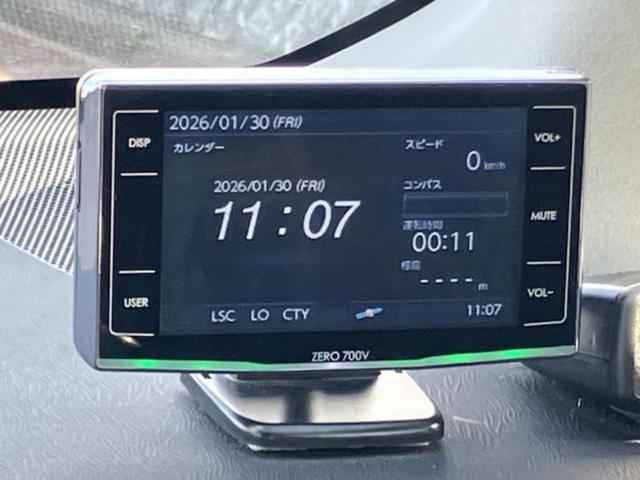 2026/01/30 (FRI)
カレンダー
スピード
DISP
VOL+
0 km/h
2026/01/30 (FRI)
コンパス
11:07
MUTE
運転時間
00:11
標高
---- m
USER
VOL-
LSC LO CTY
11:07
ZERO 700V